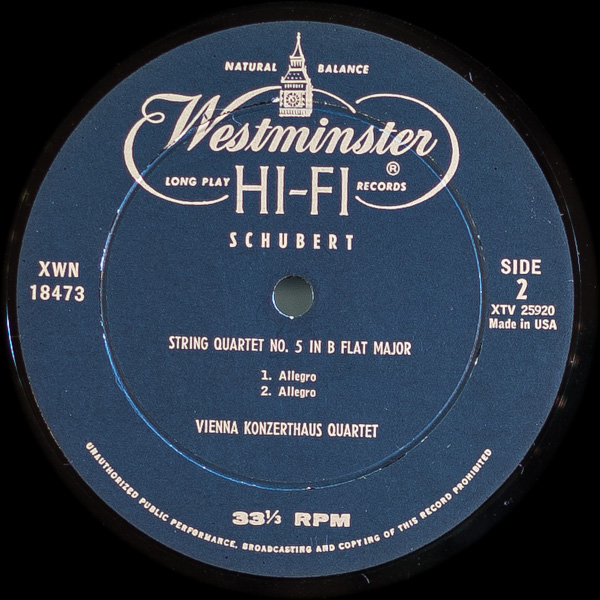 NATURAL BALANCE
Westminster
®
LONG PLAY HI-FI RECORDS
SCHUBERT
XWN
18473
SIDE
2
XTV 25920
Made in USA
STRING QUARTET NO. 5 IN B FLAT MAJOR
1. Allegro
2. Allegro
VIENNA KONZERTHAUS QUARTET
33⅓ RPM
UNAUTHORIZED PUBLIC PERFORMANCE, BROADCASTING AND COPYING OF THIS RECORD PROHIBITED